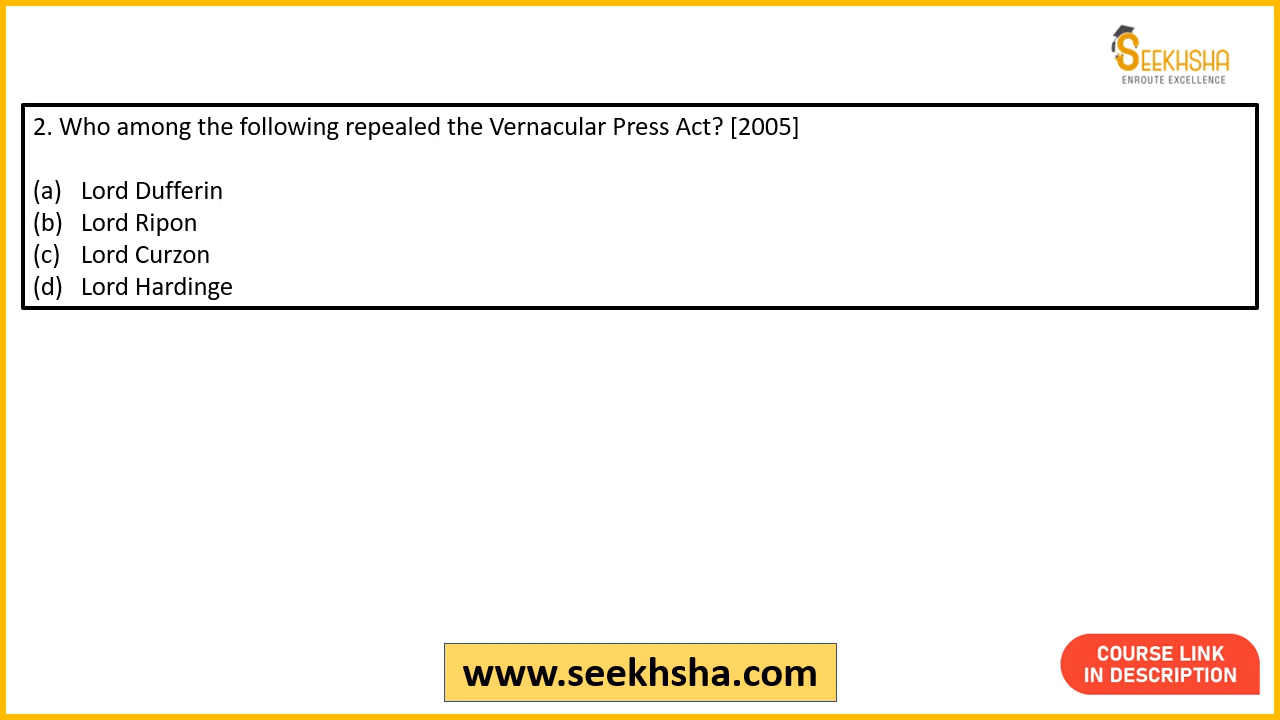 SEEKHSHA
ENROUTE EXCELLENCE
2. Who among the following repealed the Vernacular Press Act? [2005]
(a) Lord Dufferin
(b) Lord Ripon
(c) Lord Curzon
(d) Lord Hardinge
www.seekhsha.com
COURSE LINK
IN DESCRIPTION